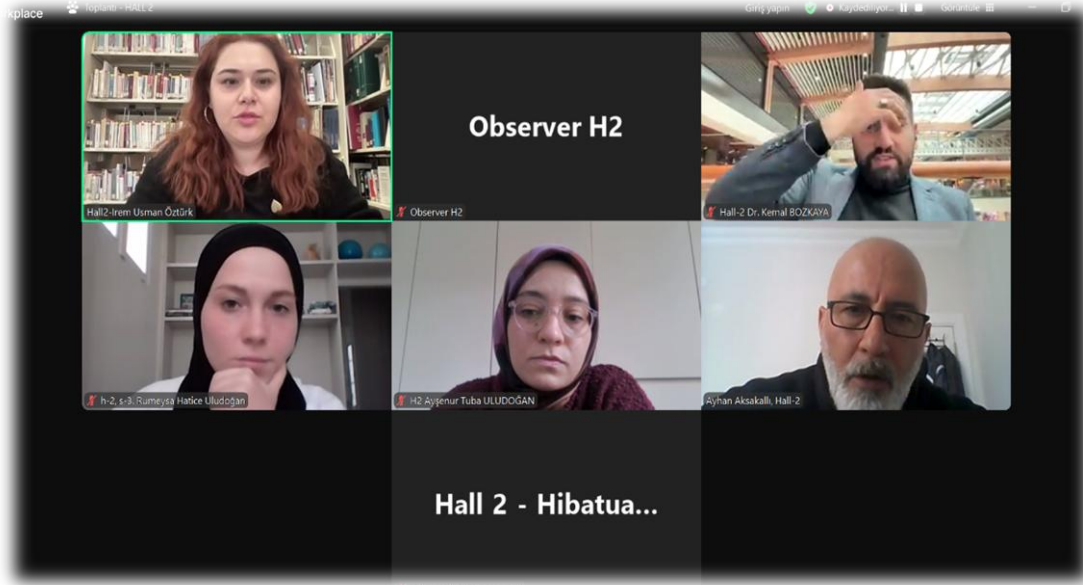 kplace
Toplantı - HALL 2
Giriş yapın
Kaydediliyor...
Görüntüle
Hall2-Irem Usman Öztürk
Observer H2
Observer H2
Hall-2 Dr. Kemal BOZKAYA
h-2, s-3. Rumeysa Hatice Uludoğan
H2 Ayşenur Tuba ULUDOĞAN
Ayhan Aksakallı, Hall-2
Hall 2 - Hibatua...